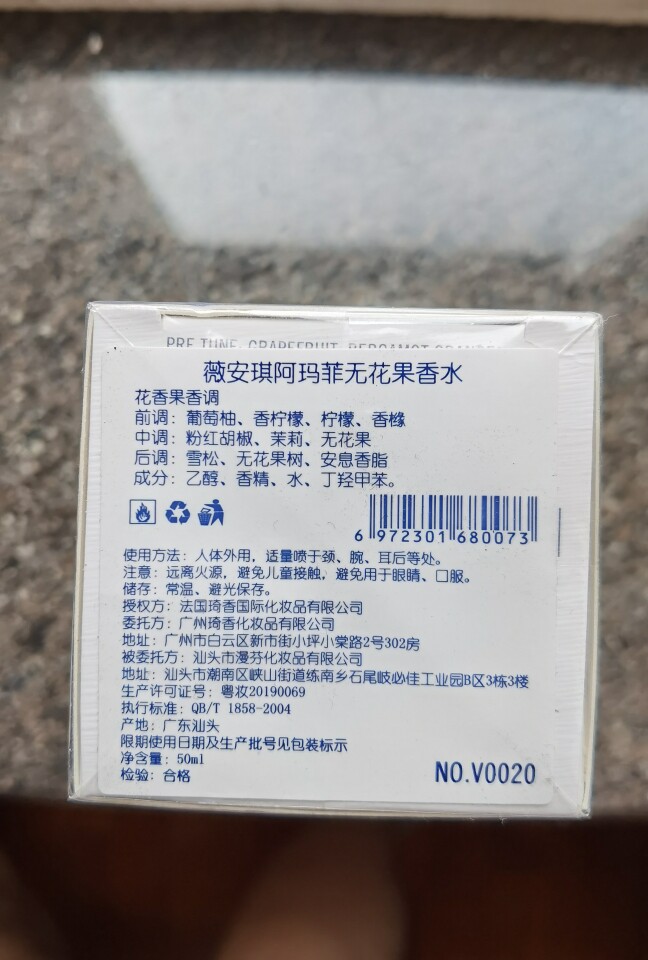 PRE TUNE: GRAPEFRUIT, BERGAMOT
薇安琪阿玛菲无花果香水
花香果香调
前调：葡萄柚、香柠檬、柠檬、香橼
中调：粉红胡椒、茉莉、无花果
后调：雪松、无花果树、安息香脂
成分：乙醇、香精、水、丁羟甲苯。
6 972301 680073
使用方法：人体外用，适量喷于颈、腕、耳后等处。
注意：远离火源，避免儿童接触，避免用于眼睛、口服。
储存：常温、避光保存。
授权方：法国琦香国际化妆品有限公司
委托方：广州琦香化妆品有限公司
地址：广州市白云区新市街小坪小棠路2号302房
被委托方：汕头市漫芬化妆品有限公司
地址：汕头市潮南区峡山街道练南乡石尾岐必佳工业园B区3栋3楼
生产许可证号：粤妆20190069
执行标准：QB/T 1858-2004
产地：广东汕头
限期使用日期及生产批号见包装标示
净含量：50ml
检验：合格
NO.V0020